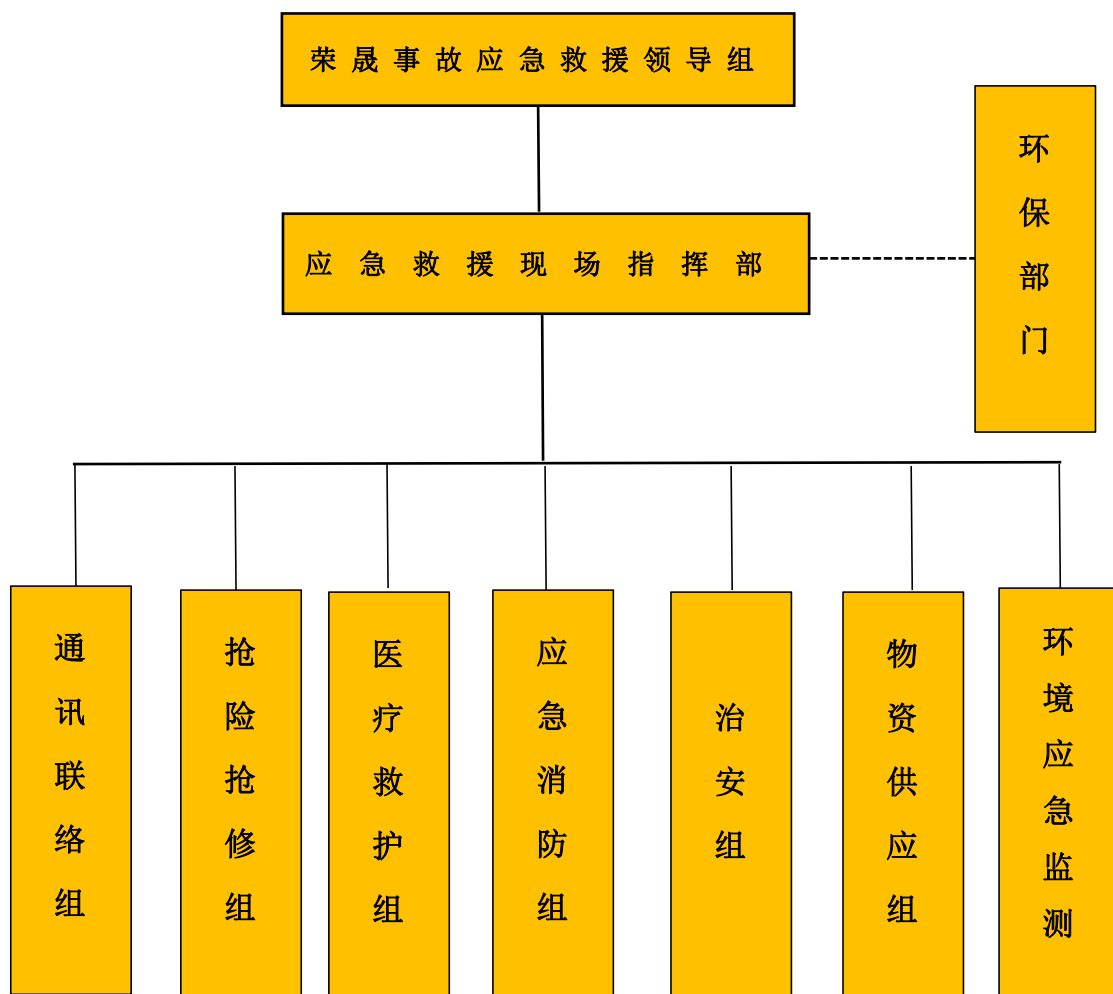 荣晟事故应急救援领导组
环保部门
应急救援现场指挥部
通讯联络组
抢险抢修组
医疗救护组
应急消防组
治安组
物资供应组
环境应急监测